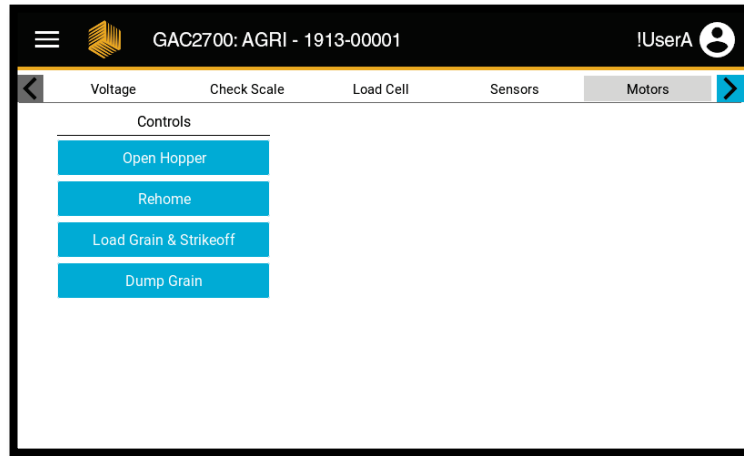 GAC2700: AGRI - 1913-00001 !UserA
Voltage Check Scale Load Cell Sensors Motors
Controls
Open Hopper
Rehome
Load Grain & Strikeoff
Dump Grain